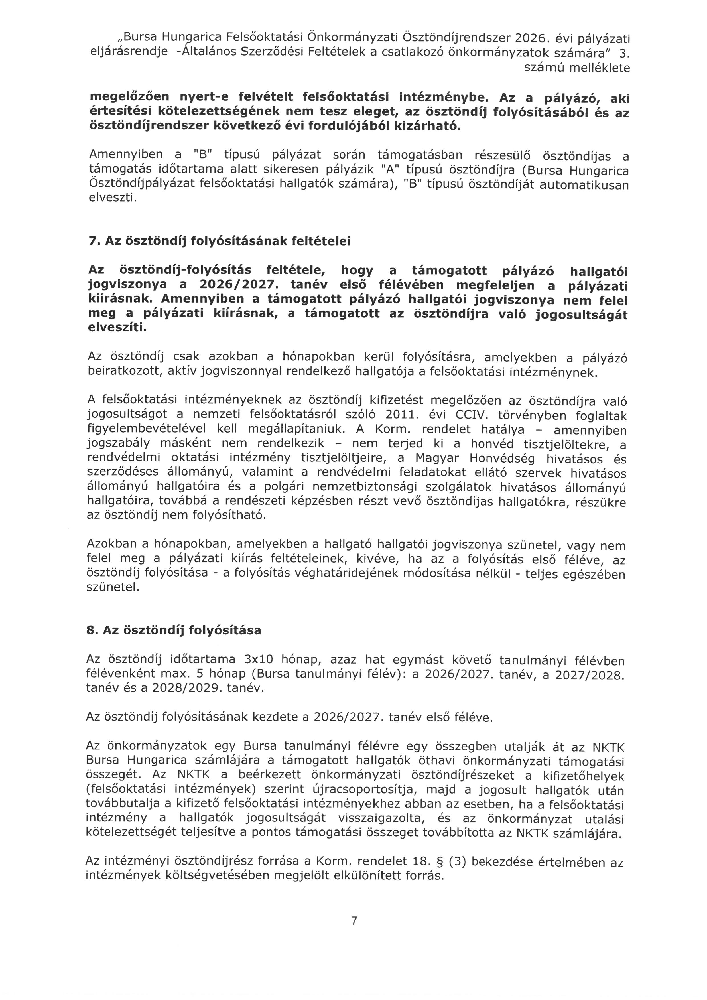 „Bursa Hungarica Felsőoktatási Önkormányzati Ösztöndíjrendszer 2026. évi pályázati
eljárásrendje -Általános Szerződési Feltételek a csatlakozó önkormányzatok számára” 3.
számú melléklete
megelőzően nyert-e felvételt felsőoktatási intézménybe. Az a pályázó, aki
értesítési kötelezettségének nem tesz eleget, az ösztöndíj folyósításából és az
ösztöndíjrendszer következő évi fordulójából kizárható.
Amennyiben a "B" típusú pályázat során támogatásban részesülő ösztöndíjas a
támogatás időtartama alatt sikeresen pályázik "A" típusú ösztöndíjra (Bursa Hungarica
Ösztöndíjpályázat felsőoktatási hallgatók számára), "B" típusú ösztöndíját automatikusan
elveszti.
7. Az ösztöndíj folyósításának feltételei
Az ösztöndíj-folyósítás feltétele, hogy a támogatott pályázó hallgatói
jogviszonya a 2026/2027. tanév első félévében megfeleljen a pályázati
kiírásnak. Amennyiben a támogatott pályázó hallgatói jogviszonya nem felel
meg a pályázati kiírásnak, a támogatott az ösztöndíjra való jogosultságát
elveszíti.
Az ösztöndíj csak azokban a hónapokban kerül folyósításra, amelyekben a pályázó
beiratkozott, aktív jogviszonnyal rendelkező hallgatója a felsőoktatási intézménynek.
A felsőoktatási intézményeknek az ösztöndíj kifizetést megelőzően az ösztöndíjra való
jogosultságot a nemzeti felsőoktatásról szóló 2011. évi CCIV. törvényben foglaltak
figyelembevételével kell megállapítaniuk. A Korm. rendelet hatálya – amennyiben
jogszabály másként nem rendelkezik – nem terjed ki a honvéd tisztjelöltekre, a
rendvédelmi oktatási intézmény tisztjelöltjeire, a Magyar Honvédség hivatásos és
szerződéses állományú, valamint a rendvédelmi feladatokat ellátó szervek hivatásos
állományú hallgatóira és a polgári nemzetbiztonsági szolgálatok hivatásos állományú
hallgatóira, továbbá a rendészeti képzésben részt vevő ösztöndíjas hallgatókra, részükre
az ösztöndíj nem folyósítható.
Azokban a hónapokban, amelyekben a hallgató hallgatói jogviszonya szünetel, vagy nem
felel meg a pályázati kiírás feltételeinek, kivéve, ha az a folyósítás első féléve, az
ösztöndíj folyósítása - a folyósítás véghatáridejének módosítása nélkül - teljes egészében
szünetel.
8. Az ösztöndíj folyósítása
Az ösztöndíj időtartama 3x10 hónap, azaz hat egymást követő tanulmányi félévben
félévenként max. 5 hónap (Bursa tanulmányi félév): a 2026/2027. tanév, a 2027/2028.
tanév és a 2028/2029. tanév.
Az ösztöndíj folyósításának kezdete a 2026/2027. tanév első féléve.
Az önkormányzatok egy Bursa tanulmányi félévre egy összegben utalják át az NKTK
Bursa Hungarica számlájára a támogatott hallgatók öthavi önkormányzati támogatási
összegét. Az NKTK a beérkezett önkormányzati ösztöndíjrészeket a kifizetőhelyek
(felsőoktatási intézmények) szerint újracsoportosítja, majd a jogosult hallgatók után
továbbutalja a kifizető felsőoktatási intézményekhez abban az esetben, ha a felsőoktatási
intézmény a hallgatók jogosultságát visszaigazolta, és az önkormányzat utalási
kötelezettségét teljesítve a pontos támogatási összeget továbbította az NKTK számlájára.
Az intézményi ösztöndíjrész forrása a Korm. rendelet 18. § (3) bekezdése értelmében az
intézmények költségvetésében megjelölt elkülönített forrás.
7